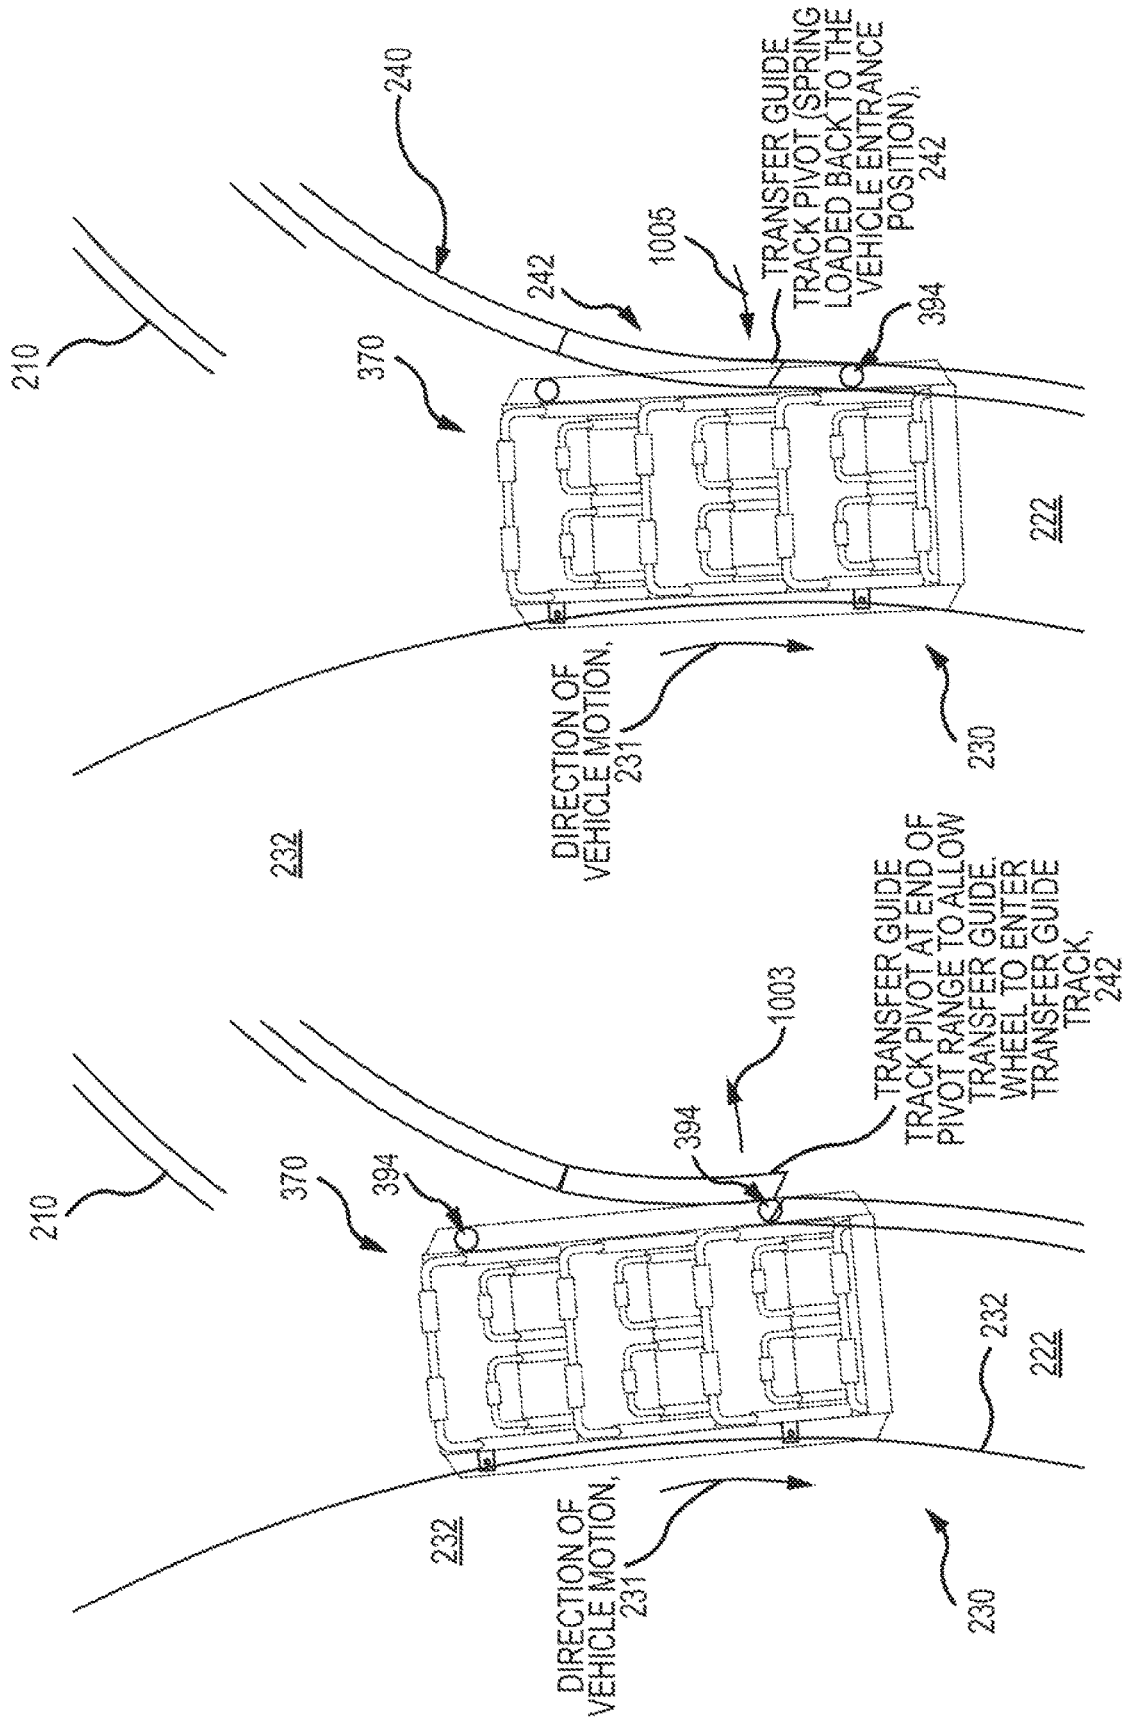 210
370
394
394
1003
TRANSFER GUIDE
TRACK PIVOT AT END OF
PIVOT RANGE TO ALLOW
TRANSFER GUIDE.
WHEEL TO ENTER
TRANSFER GUIDE
TRACK,
242
232
DIRECTION OF
VEHICLE MOTION,
231
230
232
222
210
240
370
242
1005
TRANSFER GUIDE
TRACK PIVOT (SPRING
LOADED BACK TO THE
VEHICLE ENTRANCE
POSITION),
242
394
232
DIRECTION OF
VEHICLE MOTION,
231
230
222